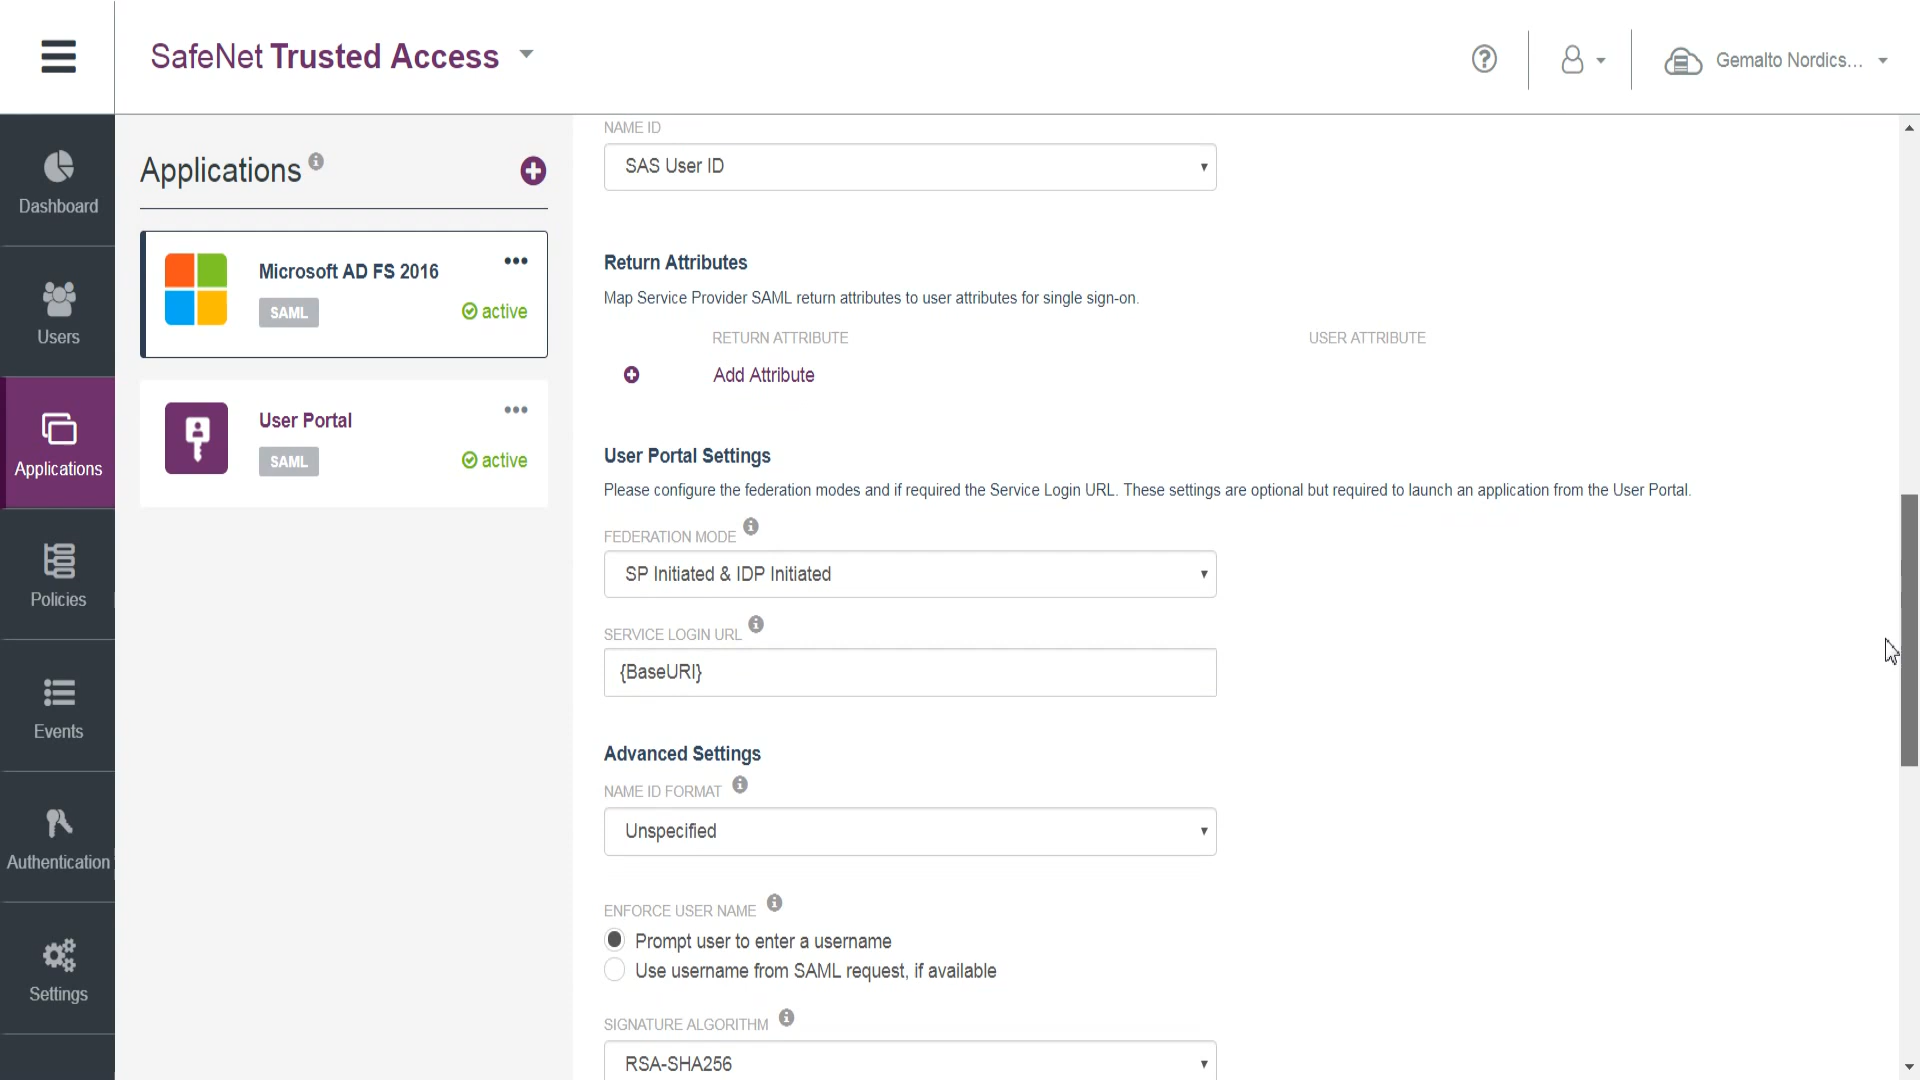 SafeNet Trusted Access
Gemalto Nordics...
Dashboard
Users
Applications
Policies
Events
Authentication
Settings
Applications
Microsoft AD FS 2016
SAML
active
User Portal
SAML
active
NAME ID
SAS User ID
Return Attributes
Map Service Provider SAML return attributes to user attributes for single sign-on.
RETURN ATTRIBUTE USER ATTRIBUTE
Add Attribute
User Portal Settings
Please configure the federation modes and if required the Service Login URL. These settings are optional but required to launch an application from the User Portal.
FEDERATION MODE
SP Initiated & IDP Initiated
SERVICE LOGIN URL
{BaseURI}
Advanced Settings
NAME ID FORMAT
Unspecified
ENFORCE USER NAME
Prompt user to enter a username
Use username from SAML request, if available
SIGNATURE ALGORITHM
RSA-SHA256